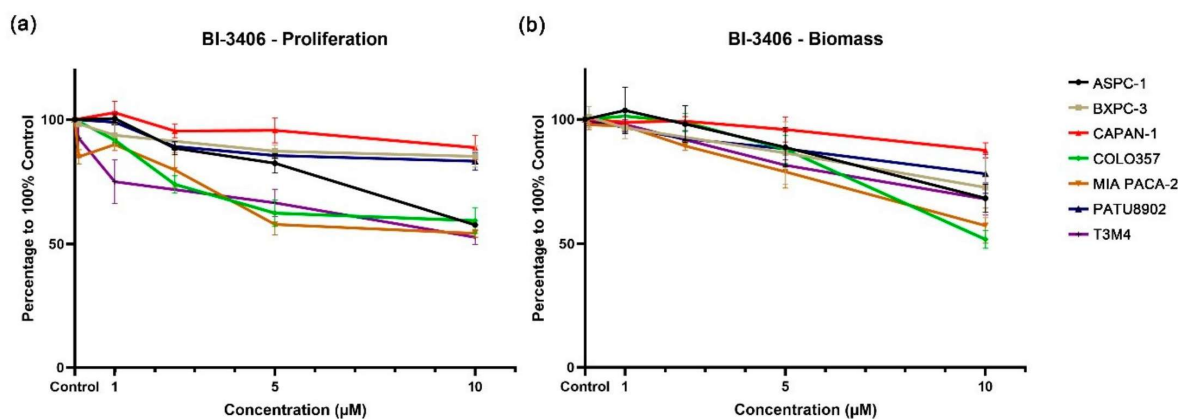 (a)
BI-3406 - Proliferation
Percentage to 100% Control
100
50
0
Control 1 5 10
Concentration (µM)
(b)
BI-3406 - Biomass
Percentage to 100% Control
100
50
0
Control 1 5 10
Concentration (µM)
ASPC-1
BXPC-3
CAPAN-1
COLO357
MIA PACA-2
PATU8902
T3M4